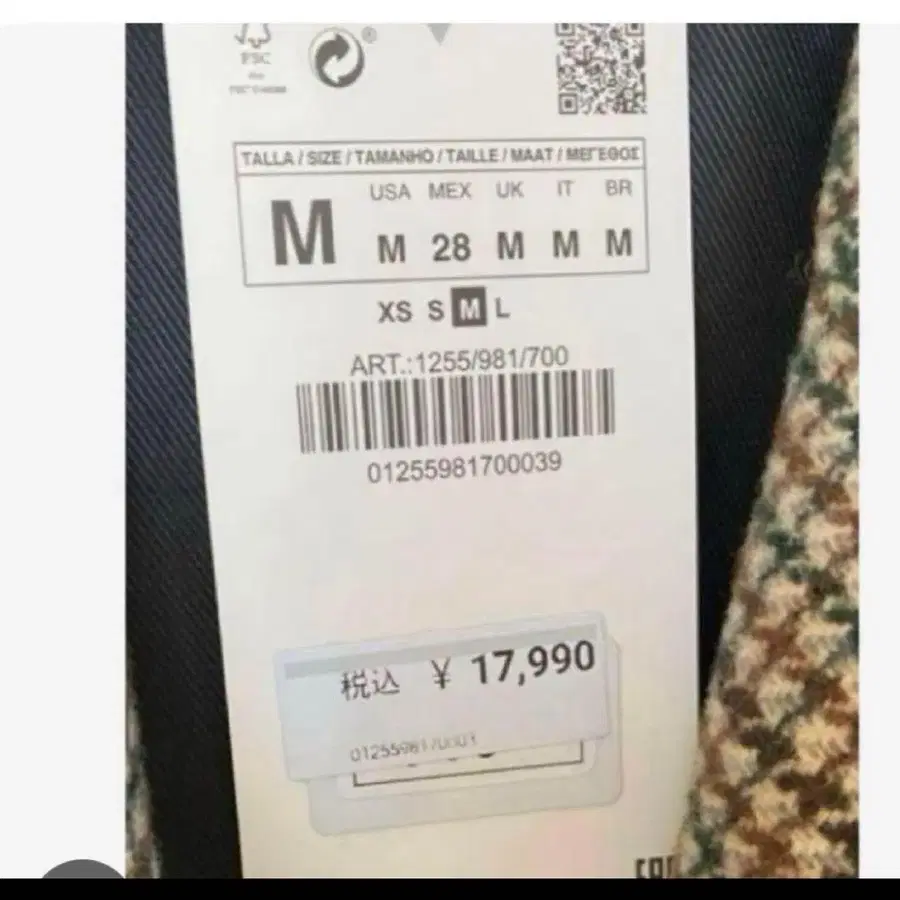 FSC
®
TALLA / SIZE / TAMANHO / TAILLE / MAAT / ΜΕΓΕΘΟΣ
USA MEX UK IT BR
M M 28 M M M
XS S M L
ART.:1255/981/700
01255981700039
税込 ¥ 17,990